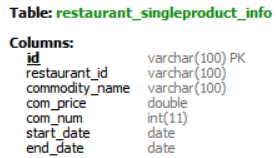 Table: restaurant_singleproduct_info
Columns:
id varchar(100) PK
restaurant_id varchar(100)
commodity_name varchar(100)
com_price double
com_num int(11)
start_date date
end_date date